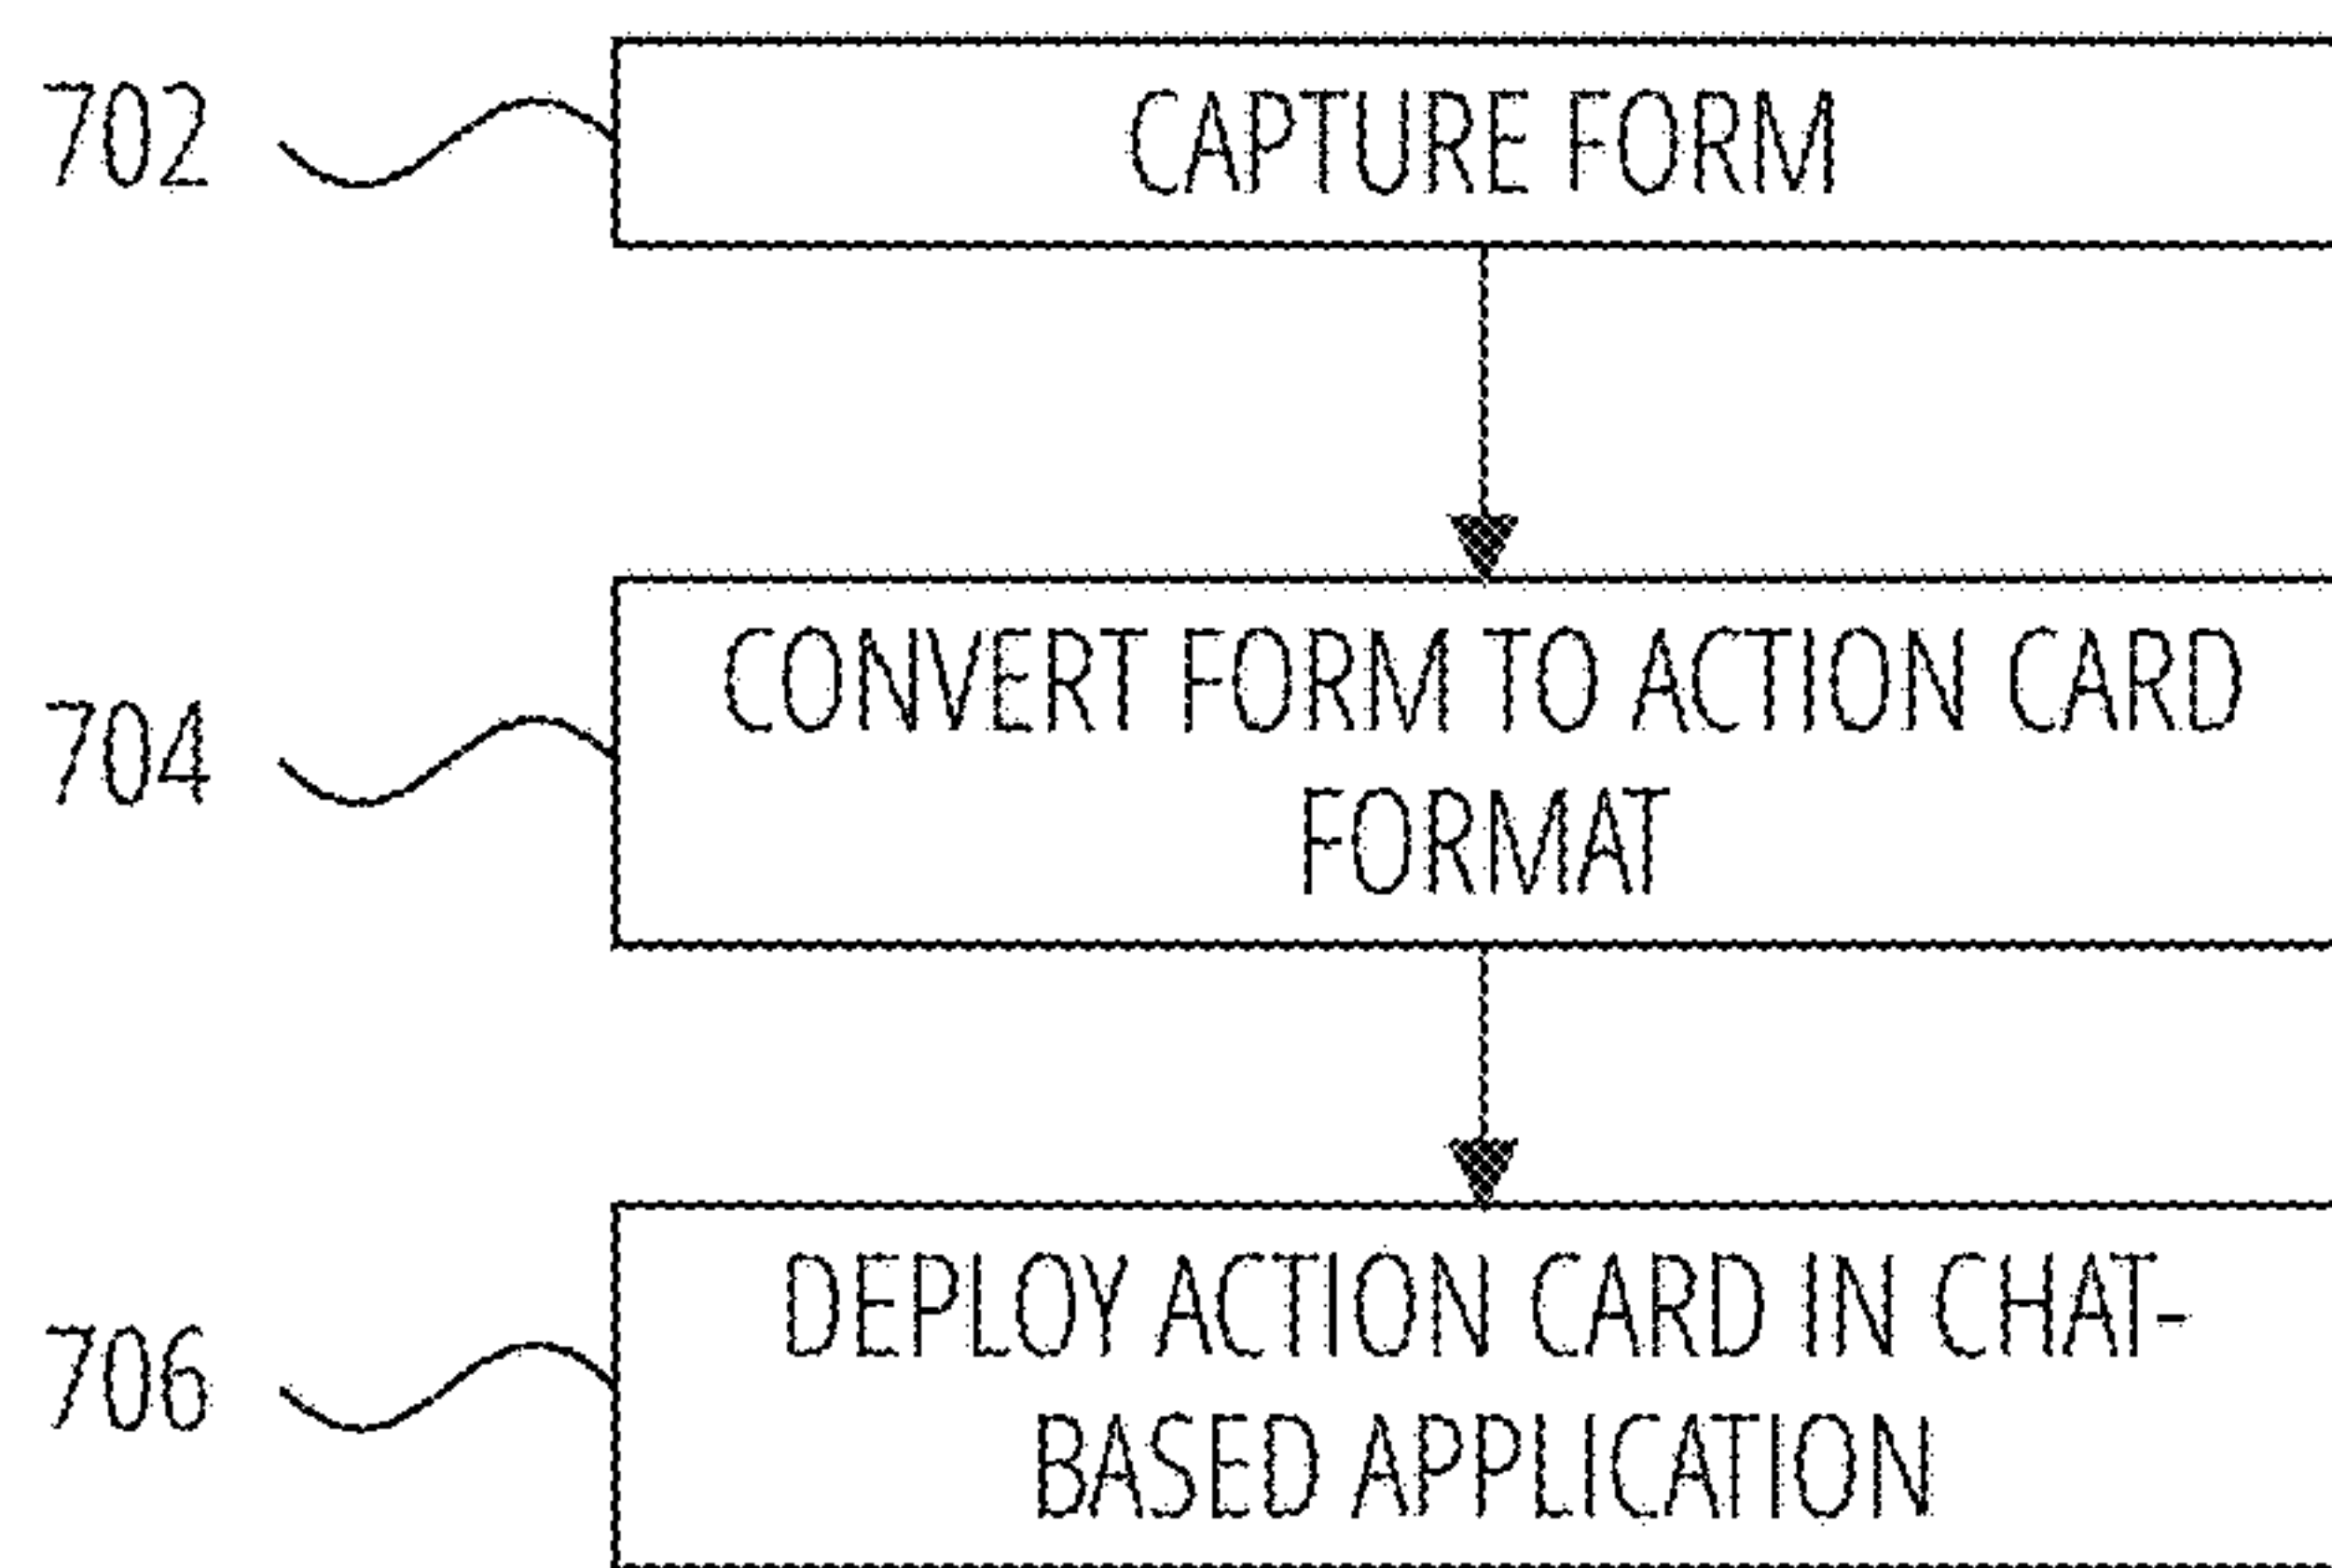 702 CAPTURE FORM
CONVERT FORM TO ACTION CARD
704
FORMAT
DEPLOY ACTION CARD IN CHAT-
706
BASED APPLICATION